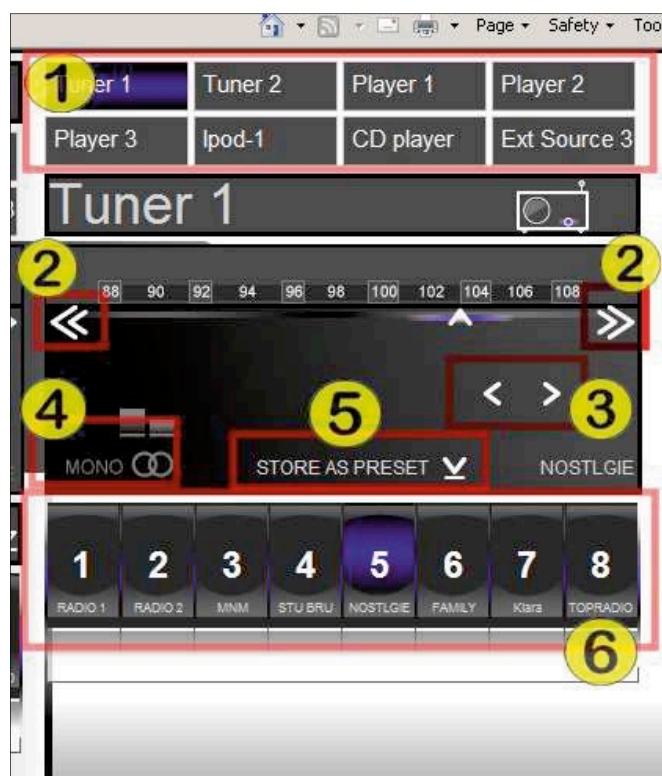 Page Safety Too
1 Tuner 1 Tuner 2 Player 1 Player 2
Player 3 Ipod-1 CD player Ext Source 3
Tuner 1
2 2
88 90 92 94 96 98 100 102 104 106 108
3
4 5
MONO STORE AS PRESET NOSTLGIE
1 2 3 4 5 6 7 8
RADIO 1 RADIO 2 MNM STU BRU NOSTLGIE FAMILY Klara TOPRADIO
6